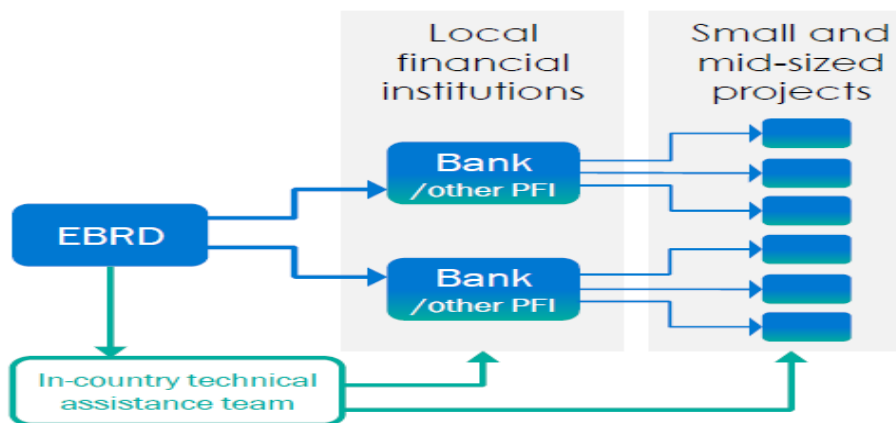 Local
financial
institutions
Small and
mid-sized
projects
Bank
/other PFI
EBRD
Bank
/other PFI
In-country technical
assistance team